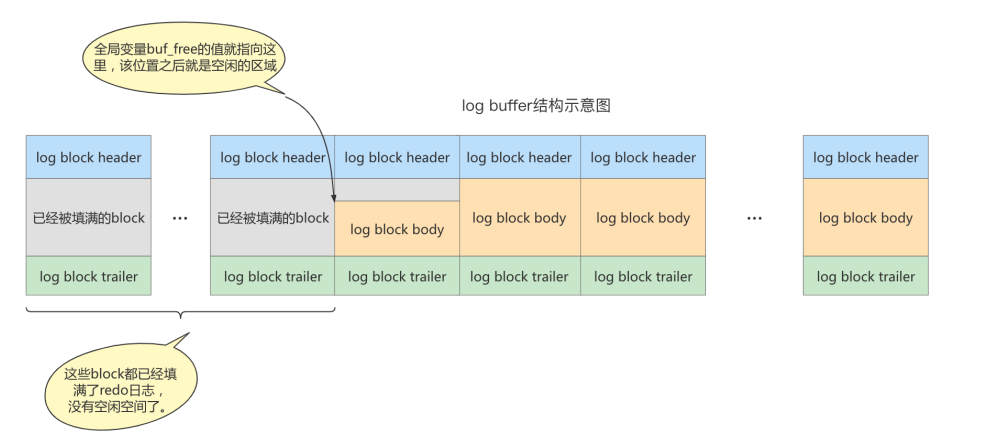 全局变量buf_free的值就指向这
里，该位置之后就是空闲的区域
log buffer结构示意图
log block header
log block header
log block header
log block header
log block header
log block header
已经被填满的block
...
已经被填满的block
log block body
log block body
log block body
...
log block body
log block trailer
log block trailer
log block trailer
log block trailer
log block trailer
log block trailer
这些block都已经填
满了redo日志，
没有空闲空间了。